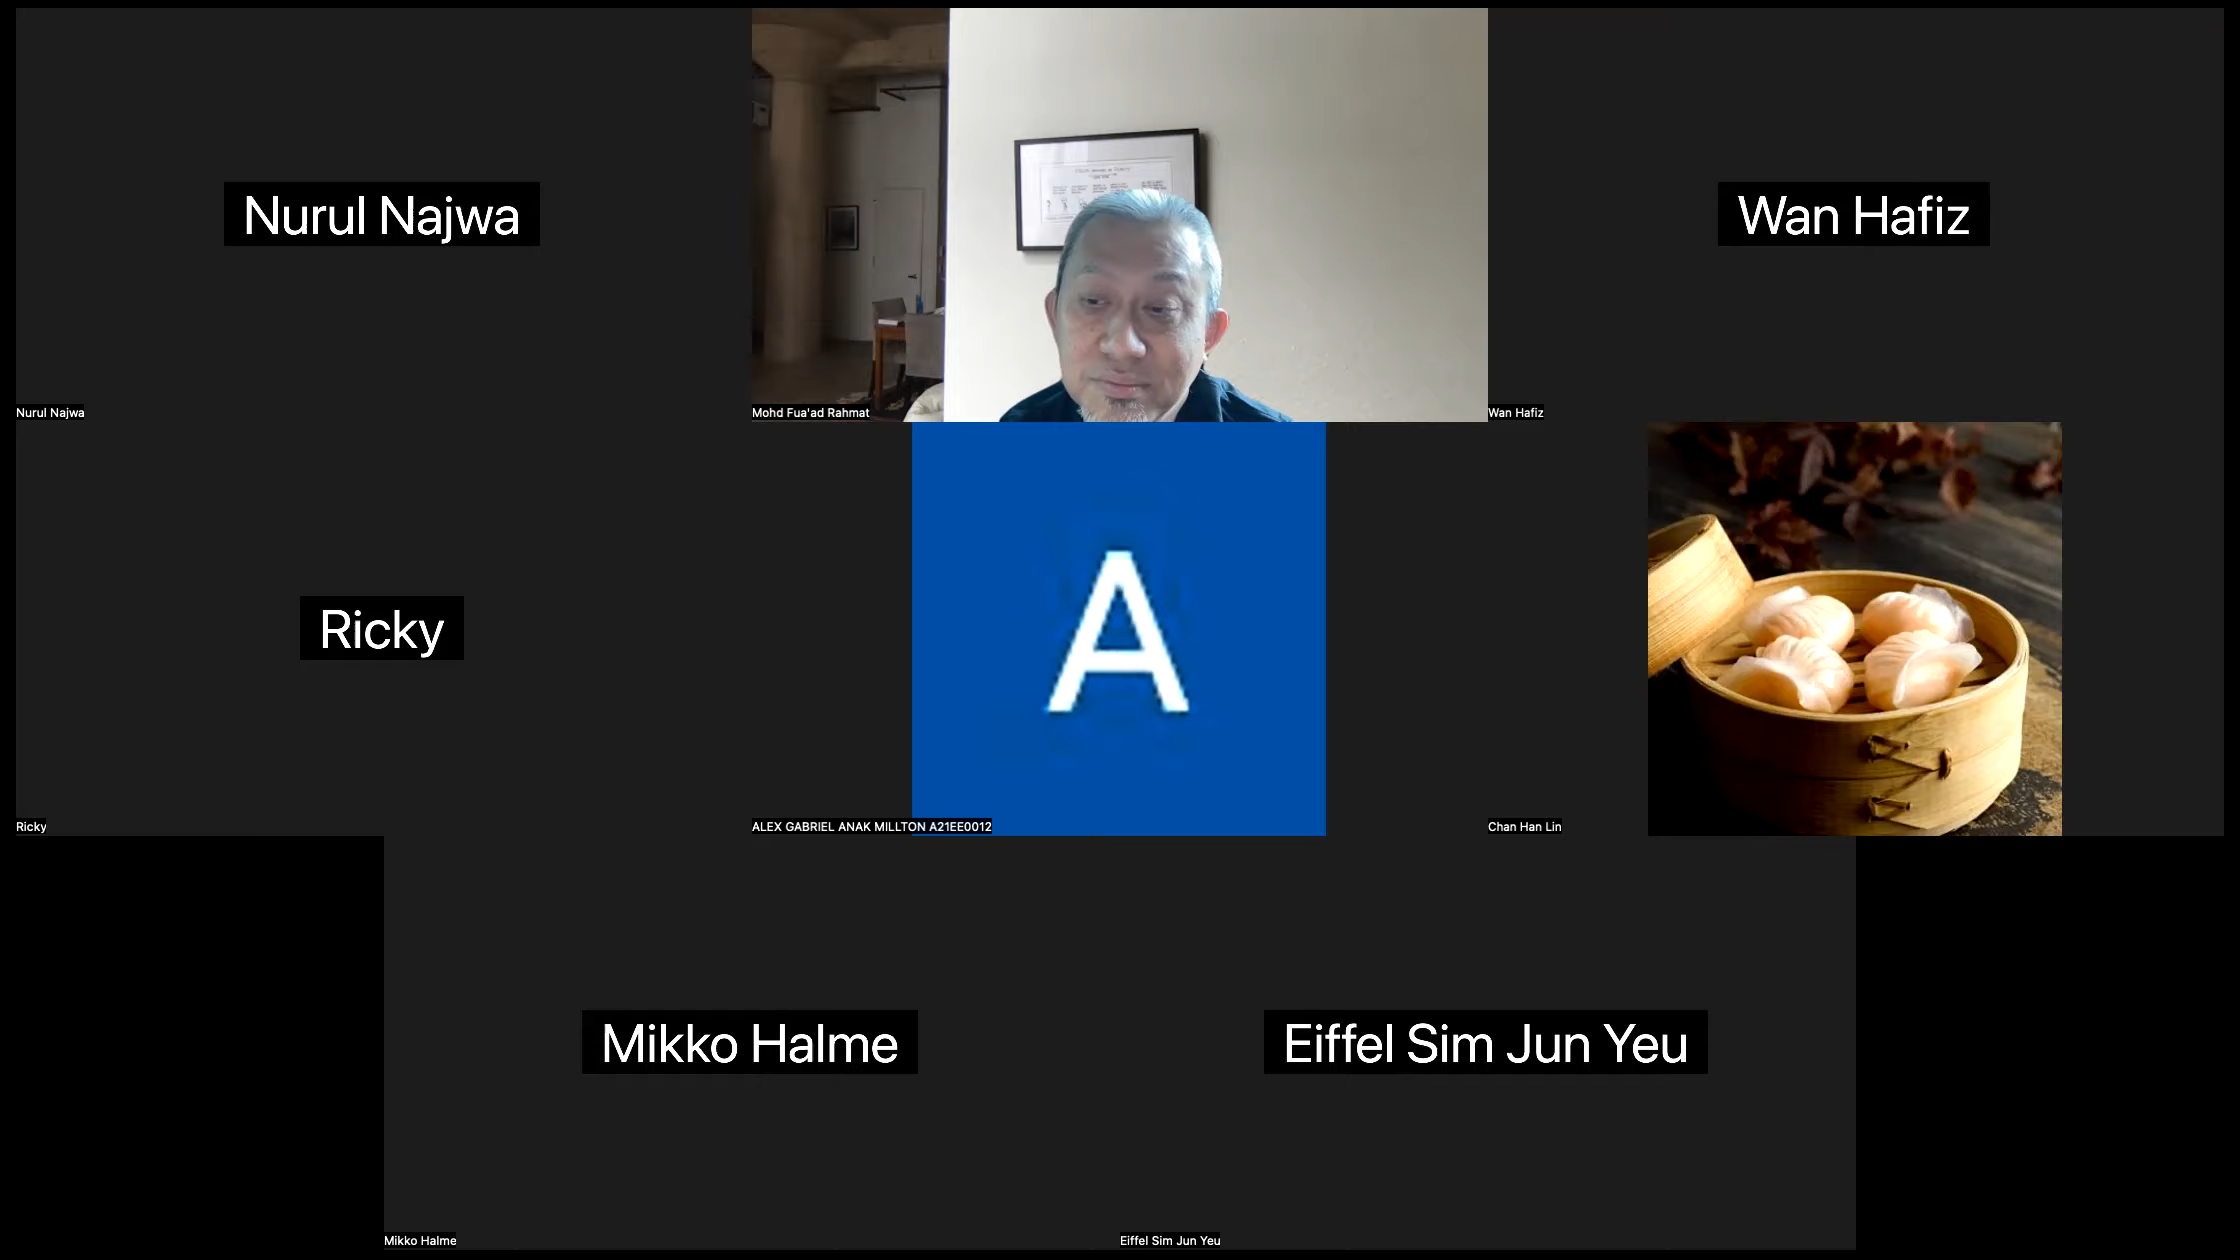 Nurul Najwa
Nurul Najwa
Mohd Fua'ad Rahmat
Wan Hafiz
Wan Hafiz
Ricky
Ricky
A
ALEX GABRIEL ANAK MILLTON A21EE0012
Chan Han Lin
Mikko Halme
Mikko Halme
Eiffel Sim Jun Yeu
Eiffel Sim Jun Yeu